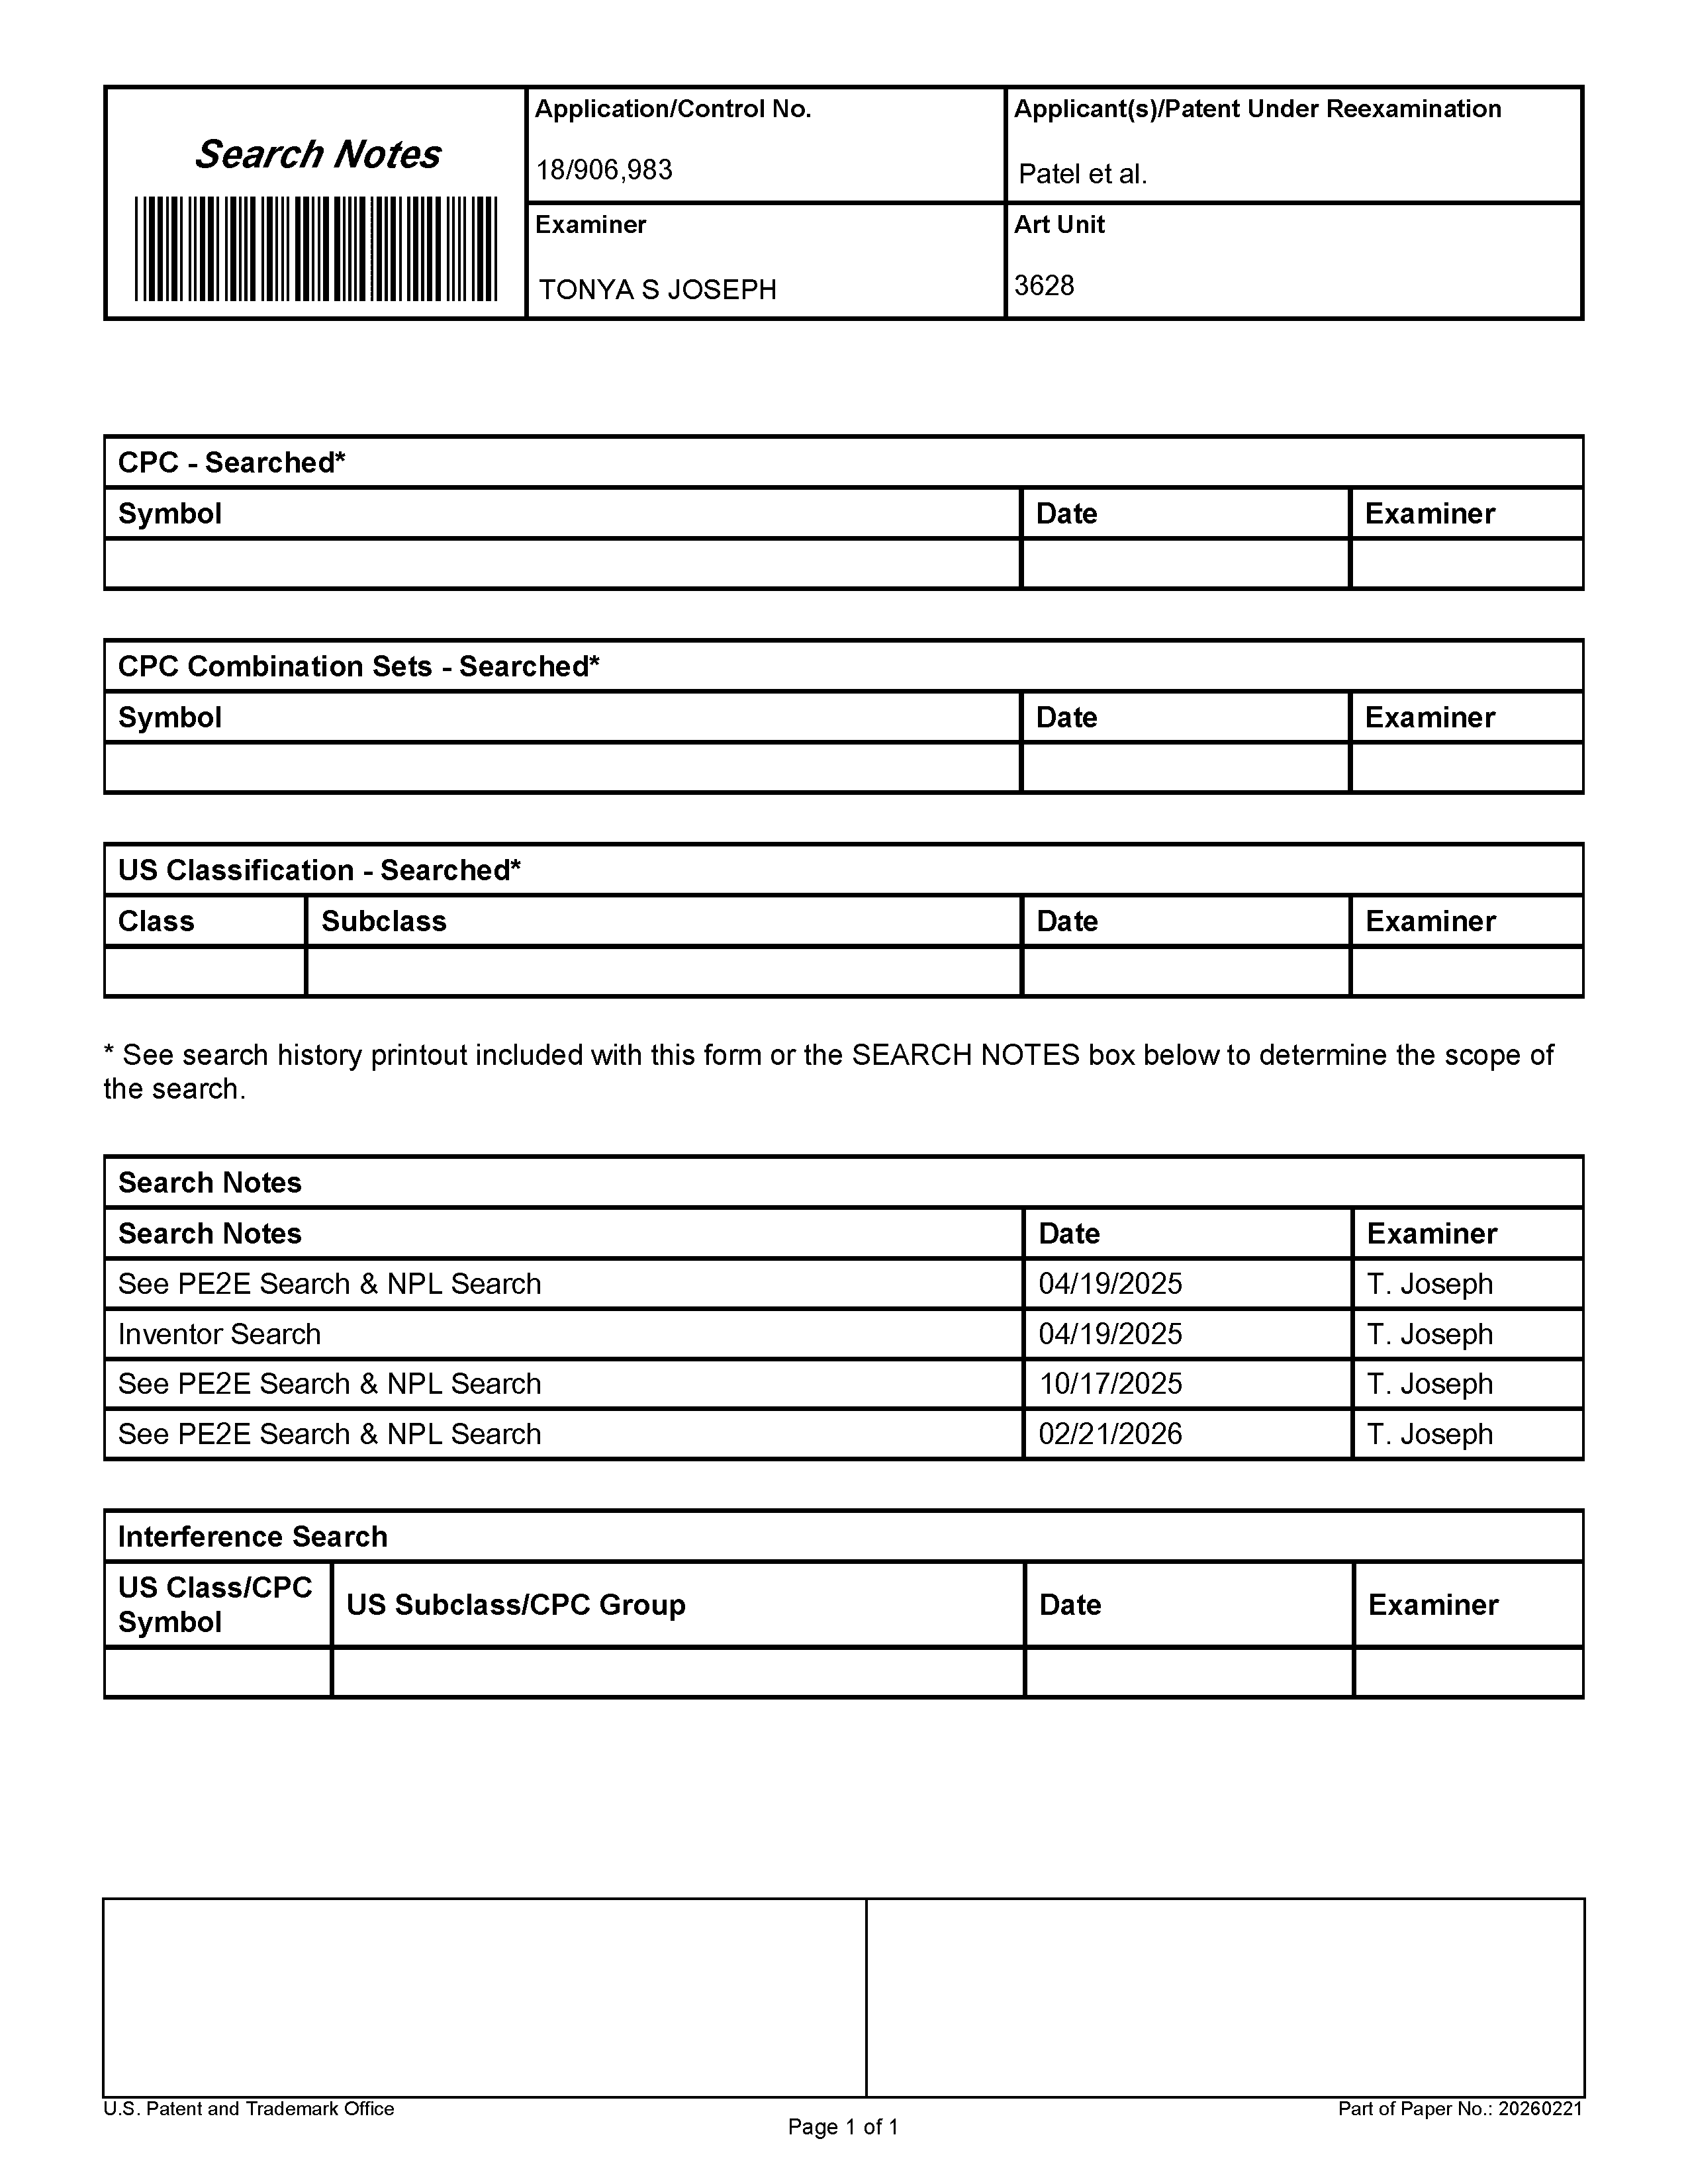 Search Notes
Application/Control No.
18/906,983
Applicant(s)/Patent Under Reexamination
Patel et al.
Examiner
TONYA S JOSEPH
Art Unit
3628
CPC - Searched*
Symbol Date Examiner
CPC Combination Sets - Searched*
Symbol Date Examiner
US Classification - Searched*
Class Subclass Date Examiner
* See search history printout included with this form or the SEARCH NOTES box below to determine the scope of
the search.
Search Notes
Search Notes Date Examiner
See PE2E Search & NPL Search 04/19/2025 T. Joseph
Inventor Search 04/19/2025 T. Joseph
See PE2E Search & NPL Search 10/17/2025 T. Joseph
See PE2E Search & NPL Search 02/21/2026 T. Joseph
Interference Search
US Class/CPC
Symbol
US Subclass/CPC Group Date Examiner
U.S. Patent and Trademark Office
Part of Paper No.: 20260221
Page 1 of 1